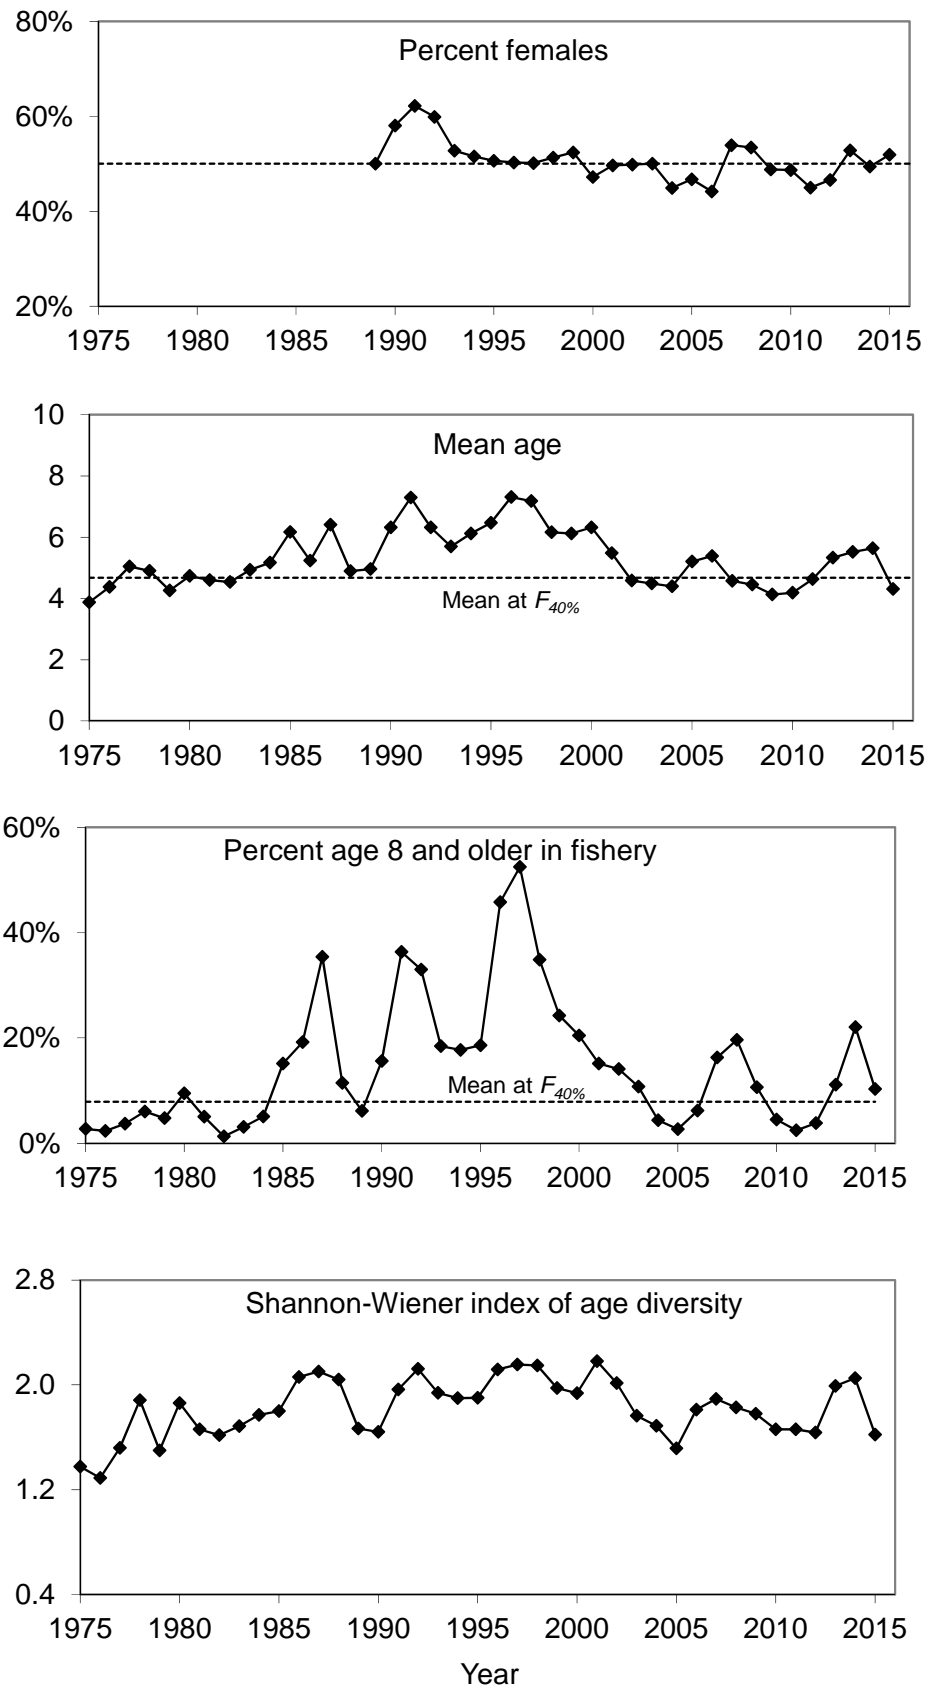 80%
Percent females
60%
40%
20%
1975 1980 1985 1990 1995 2000 2005 2010 2015
10
Mean age
8
6
4
Mean at F40%
2
0
1975 1980 1985 1990 1995 2000 2005 2010 2015
60%
Percent age 8 and older in fishery
40%
20%
Mean at F40%
0%
1975 1980 1985 1990 1995 2000 2005 2010 2015
2.8
Shannon-Wiener index of age diversity
2.0
1.2
0.4
1975 1980 1985 1990 1995 2000 2005 2010 2015
Year